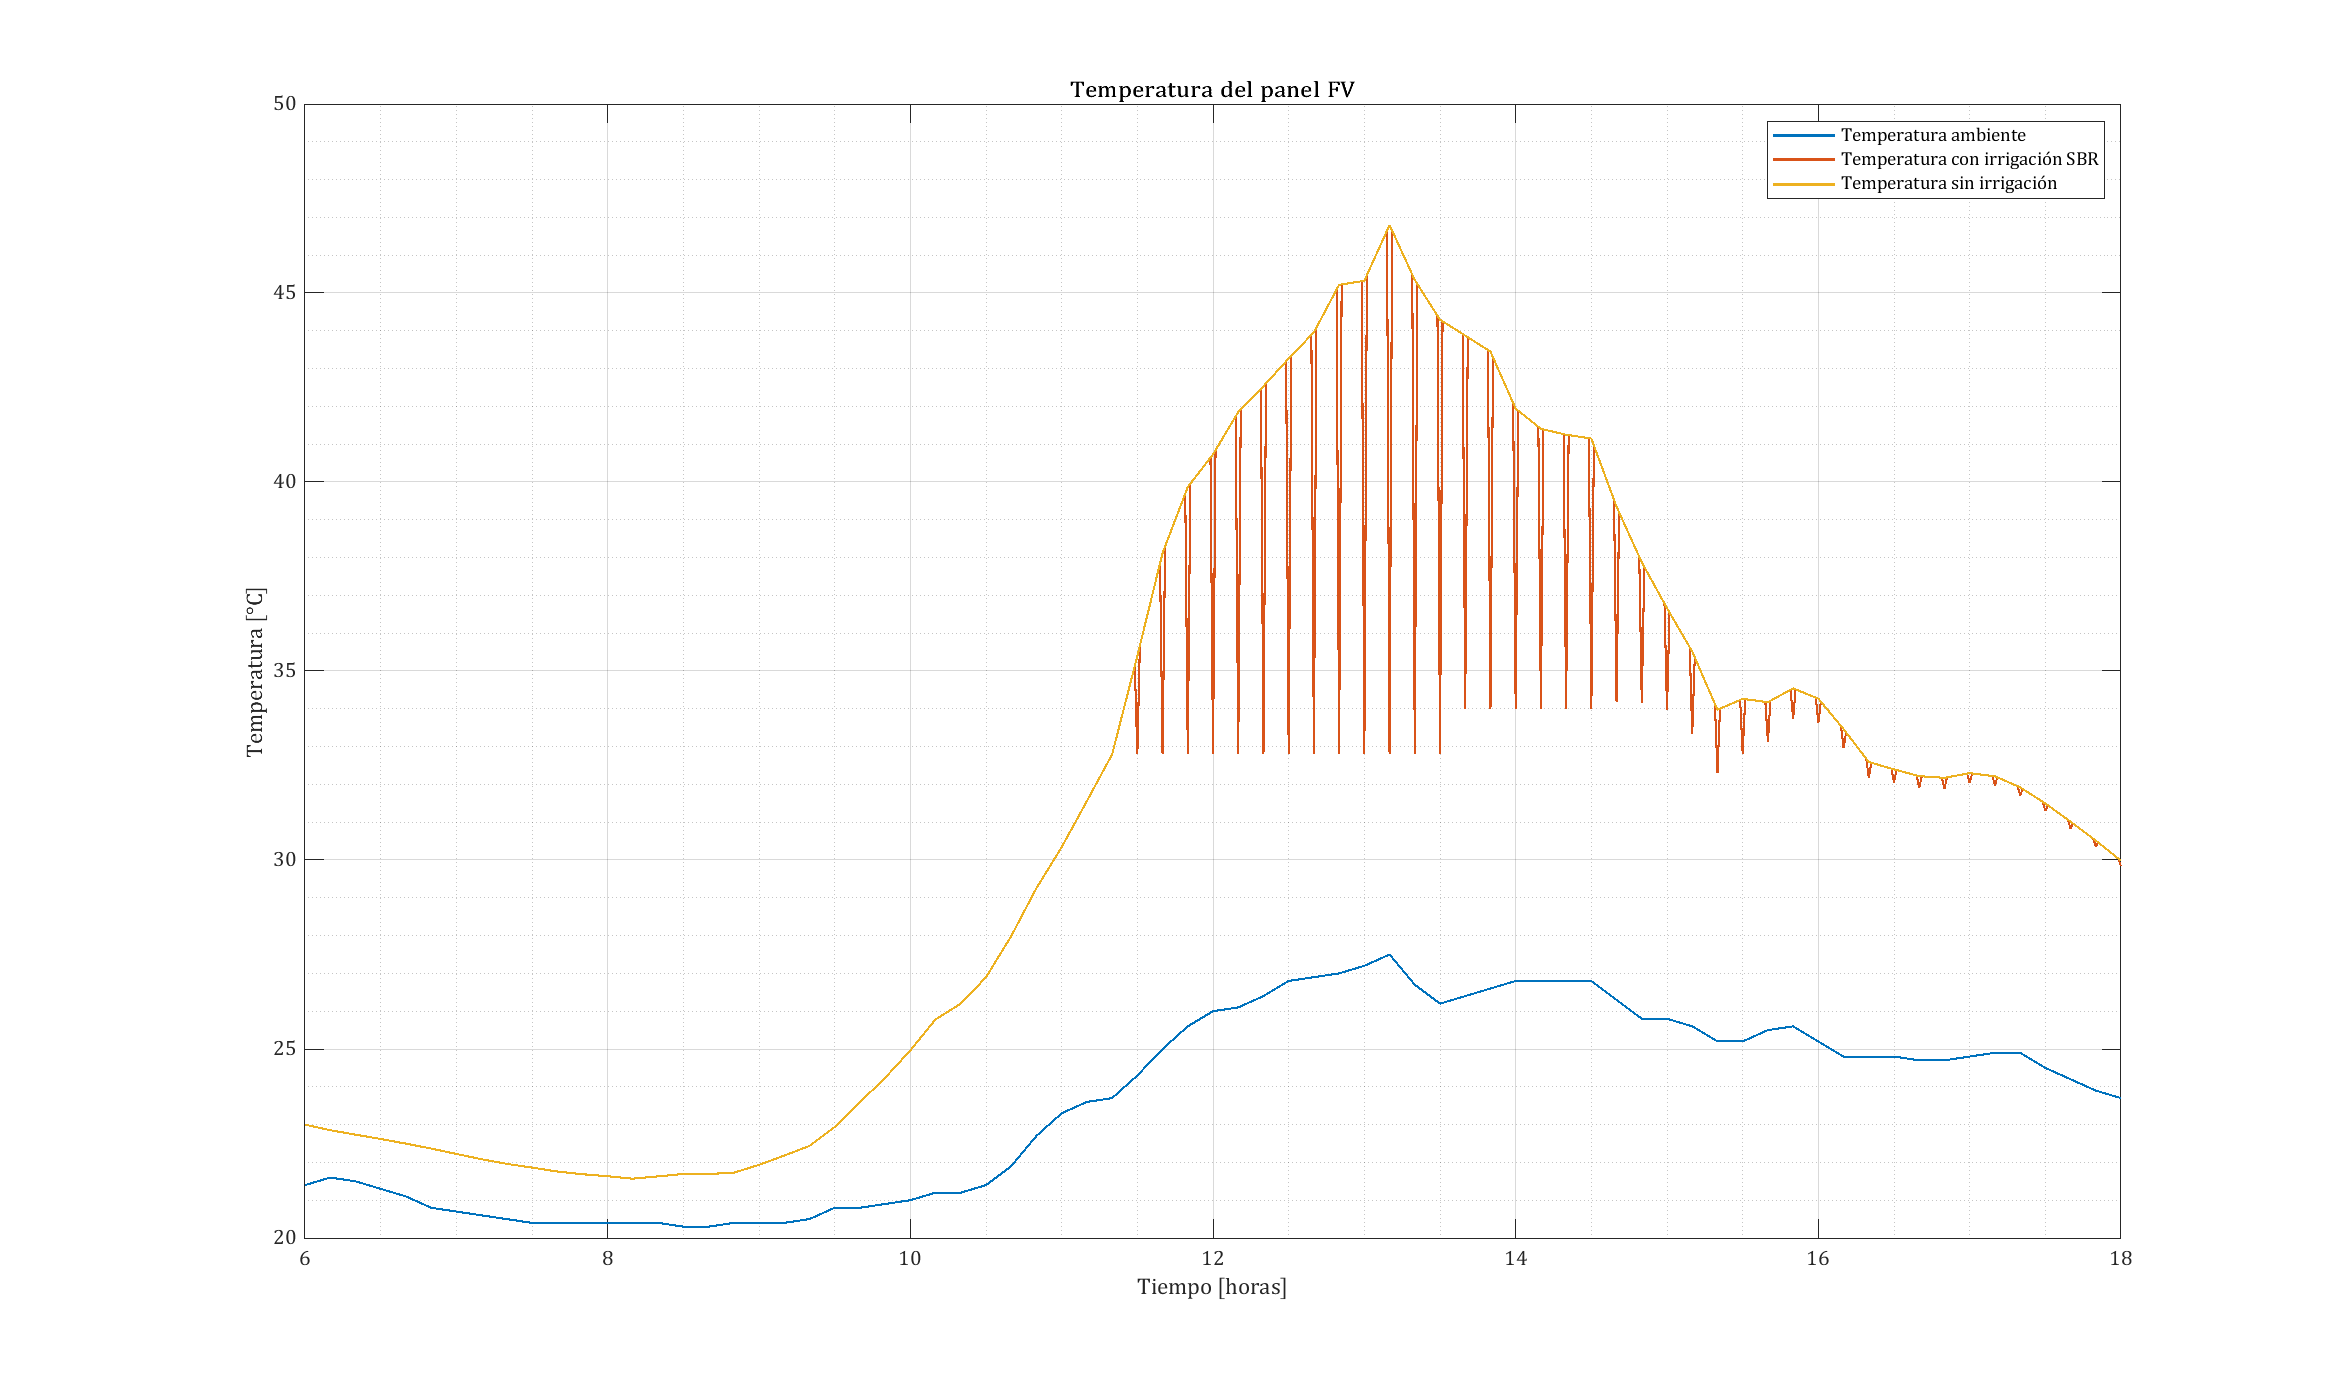 Temperatura del panel FV
Temperatura ambiente
Temperatura con irrigación SBR
Temperatura sin irrigación
50
45
40
35
30
25
20
Temperatura [°C]
6 8 10 12 14 16 18
Tiempo [horas]